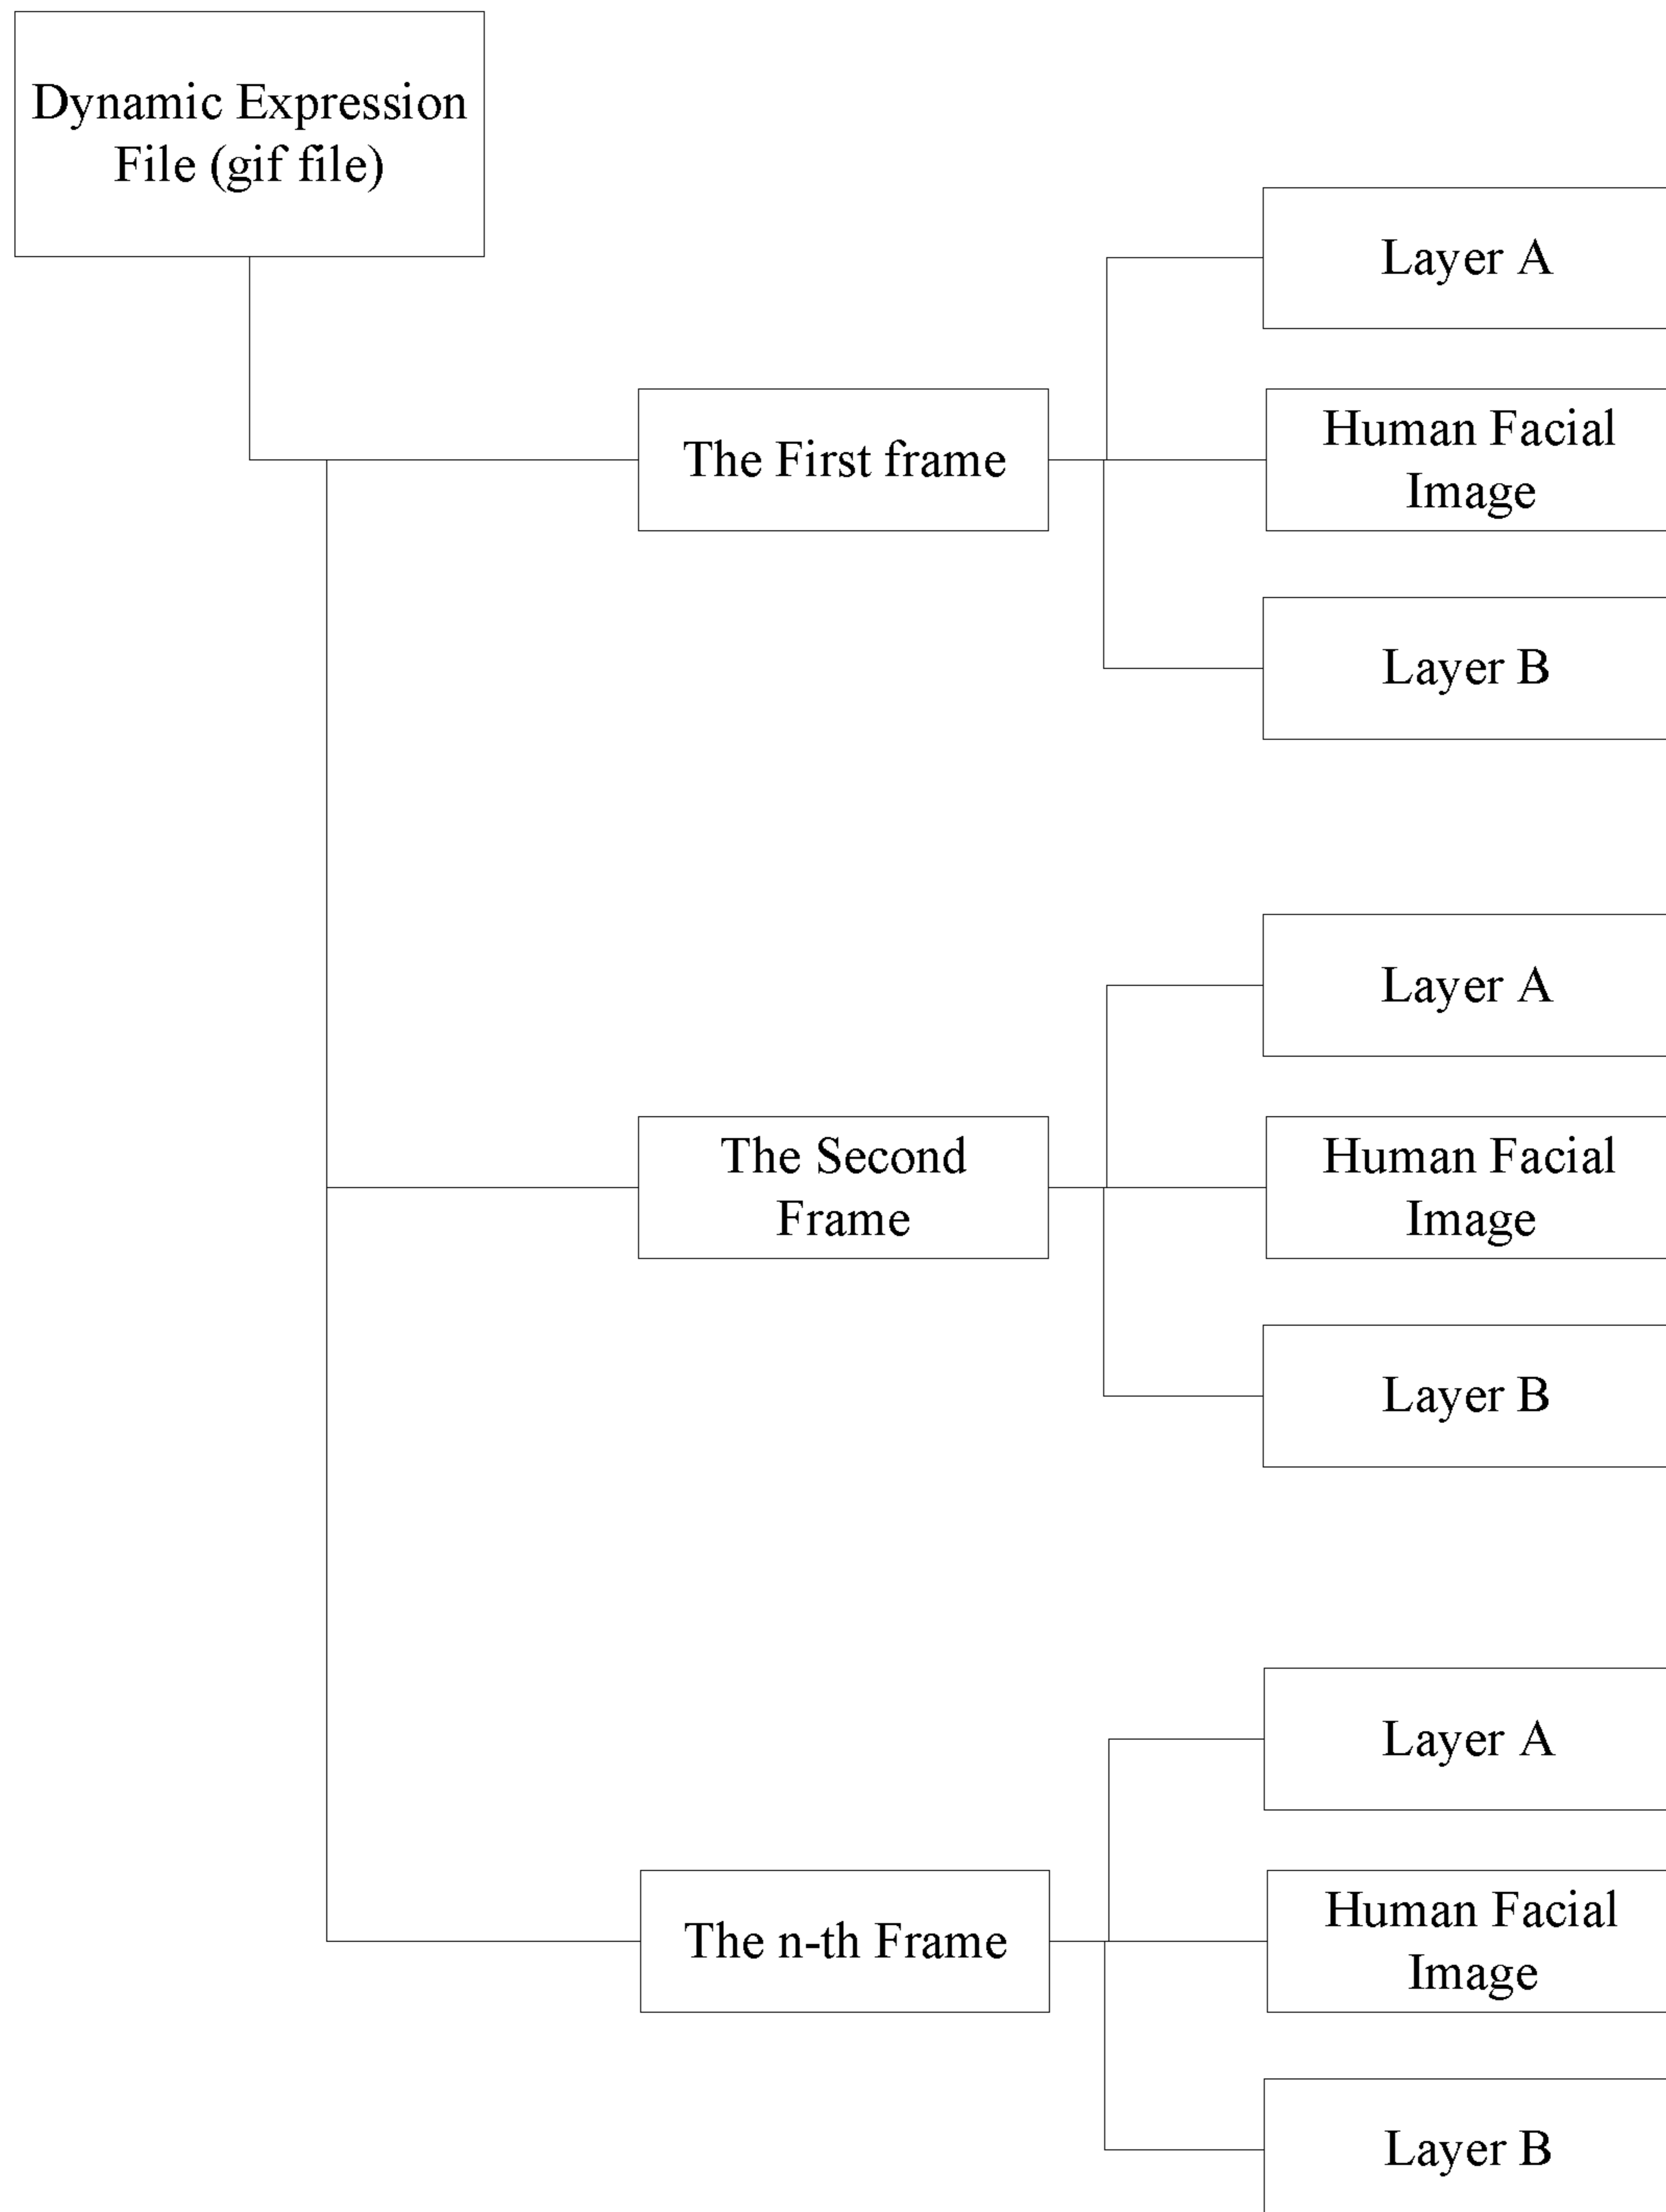 Dynamic Expression
File (gif file)
Layer A
The First frame
Human Facial
Image
Layer B
Layer A
The Second
Frame
Human Facial
Image
Layer B
Layer A
The n-th Frame
Human Facial
Image
Layer B